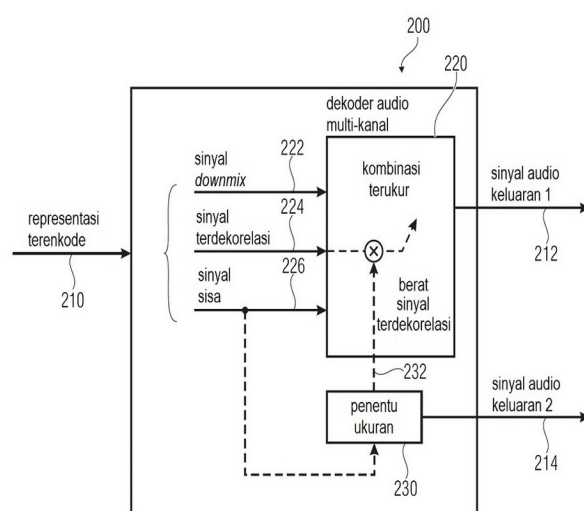 200
220
dekoder audio
multi-kanal
sinyal
downmix
222
kombinasi
terukur
sinyal audio
keluaran 1
212
representasi
terenkode
210
sinyal
terdekorelasi
224
sinyal
sisa
226
berat
sinyal
terdekorelasi
232
penentu
ukuran
230
sinyal audio
keluaran 2
214